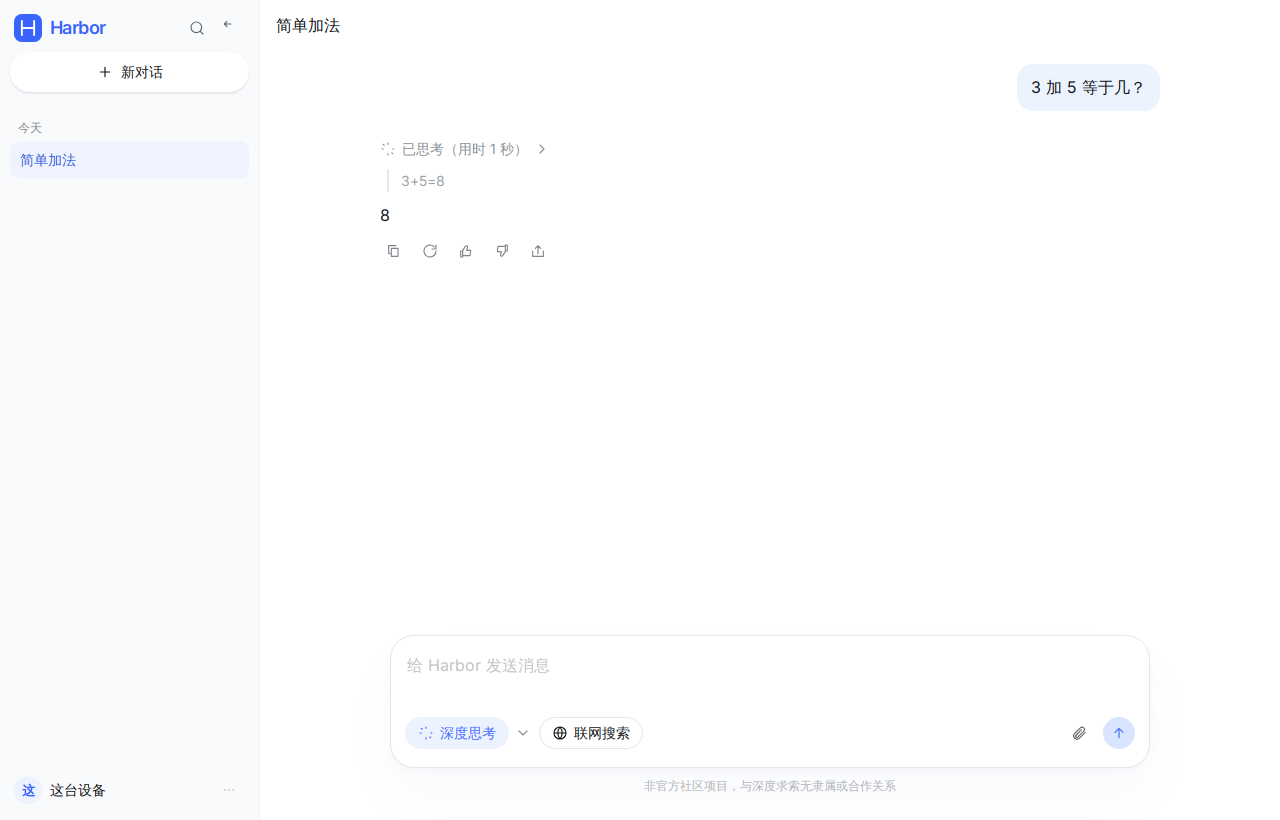 Harbor
新对话
今天
简单加法
这 这台设备
简单加法
3 加 5 等于几？
已思考（用时 1 秒）
3+5=8
8
给 Harbor 发送消息
深度思考
联网搜索
非官方社区项目，与深度求索无隶属或合作关系